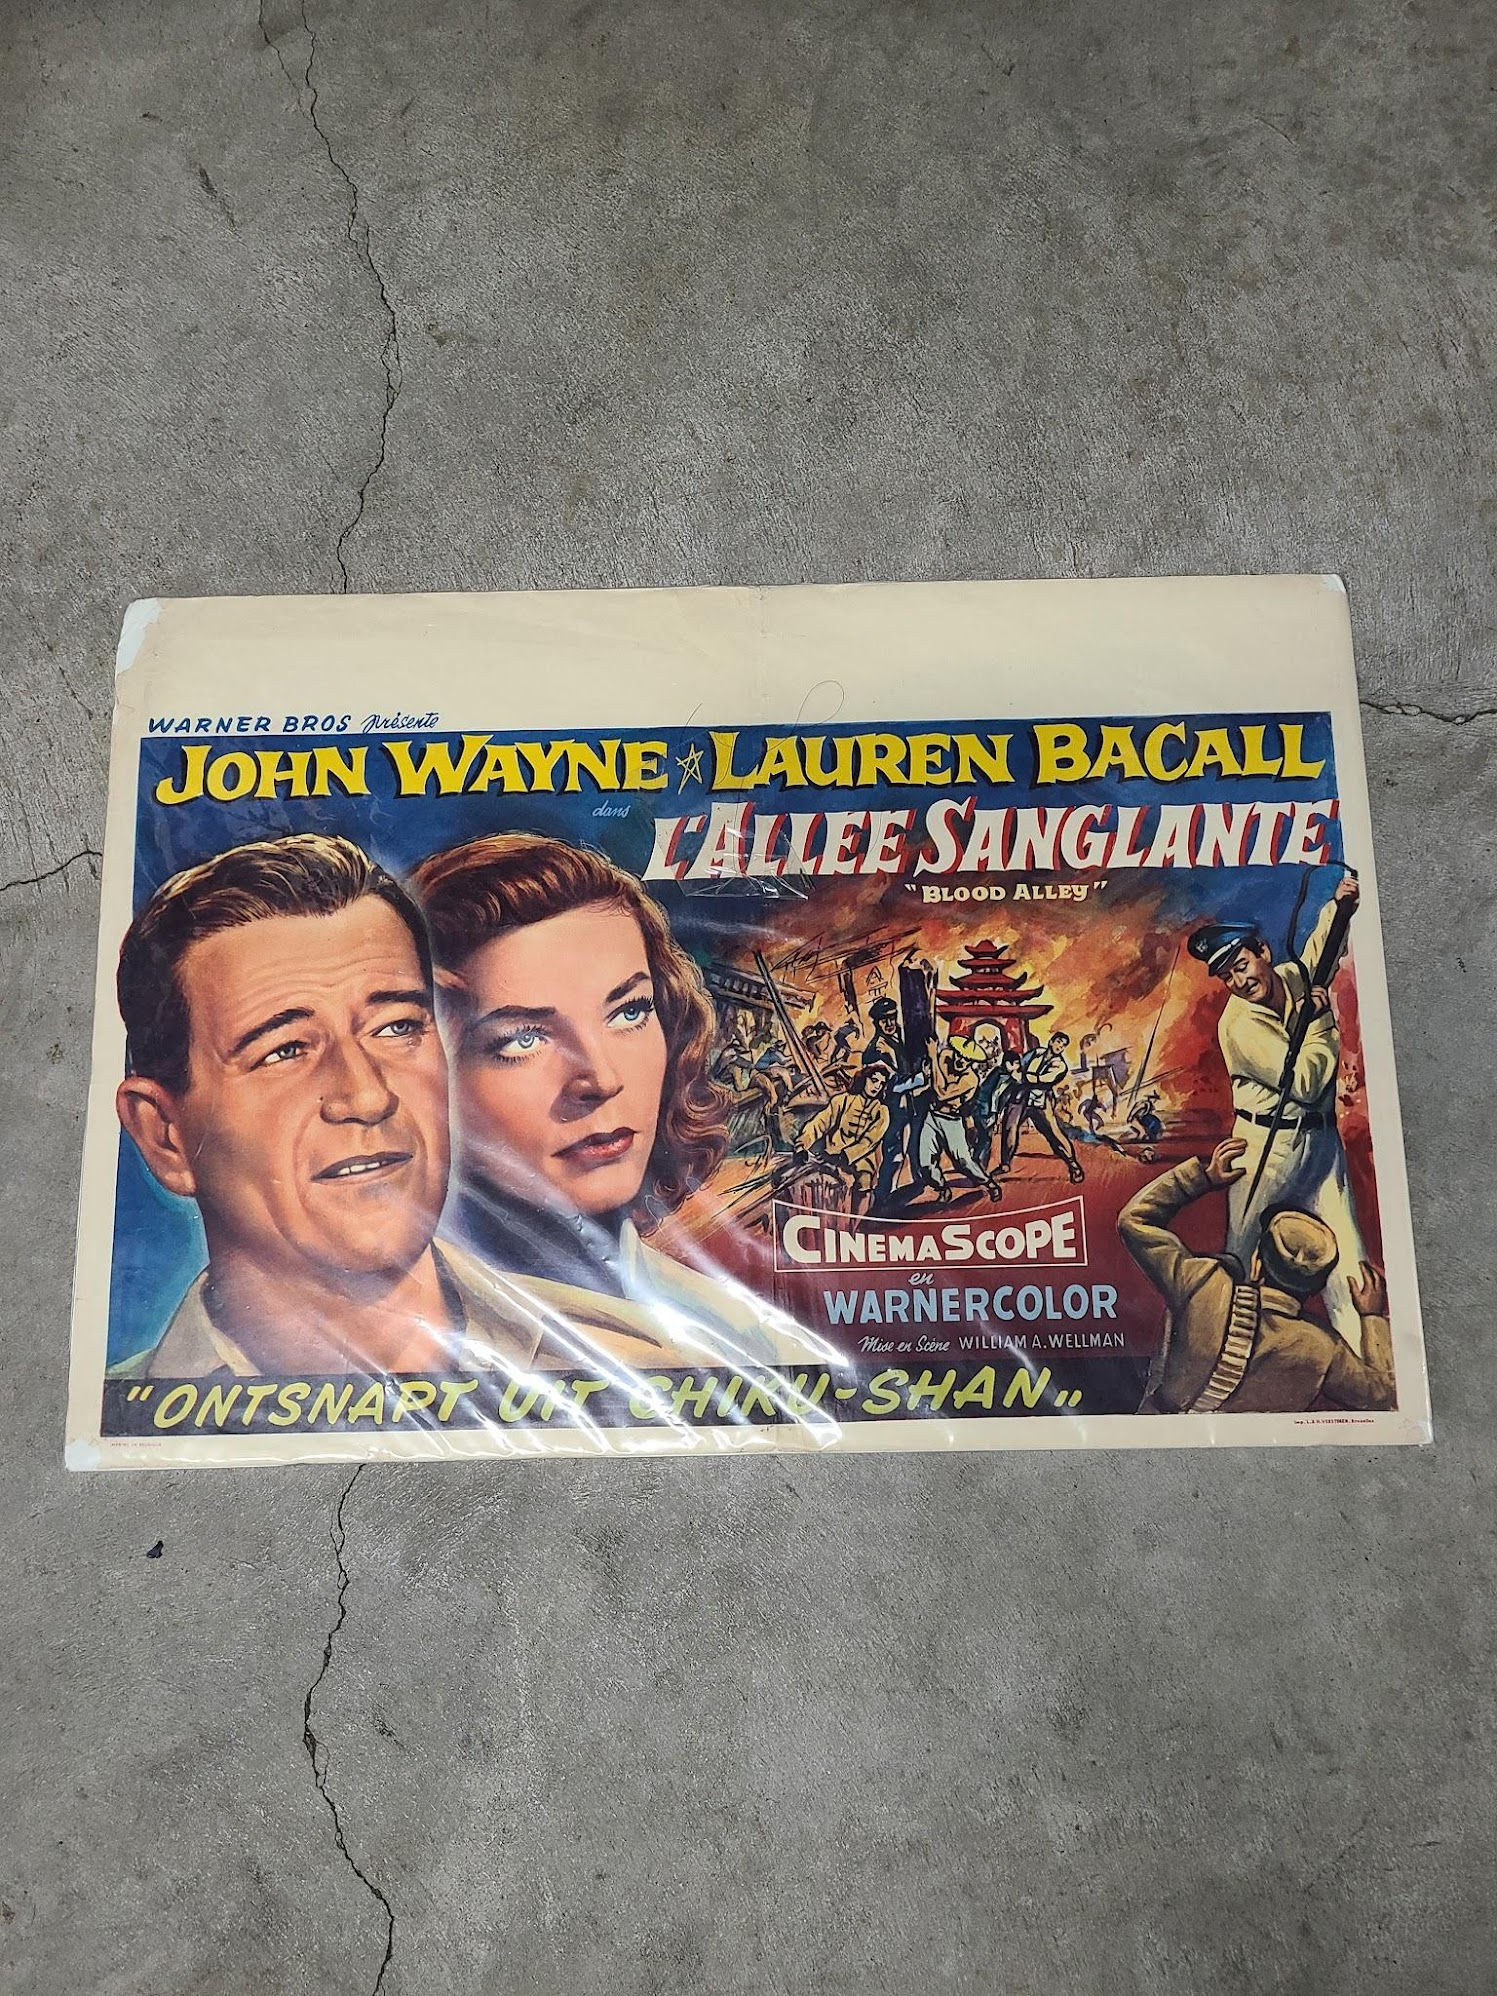 WARNER BROS présente
JOHN WAYNE ☆ LAUREN BACALL
dans
L'ALLEE SANGLANTE
"BLOOD ALLEY"
CINEMASCOPE
en
WARNERCOLOR
Mise en Scène WILLIAM A. WELLMAN
"ONTSNAPT UIT CHIKU-SHAN„